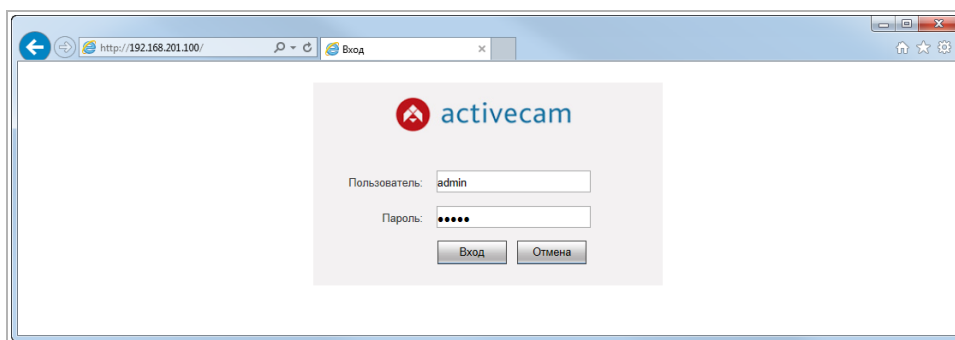 http://192.168.201.100/
Вход
activecam
Пользователь: admin
Пароль: •••••
Вход Отмена